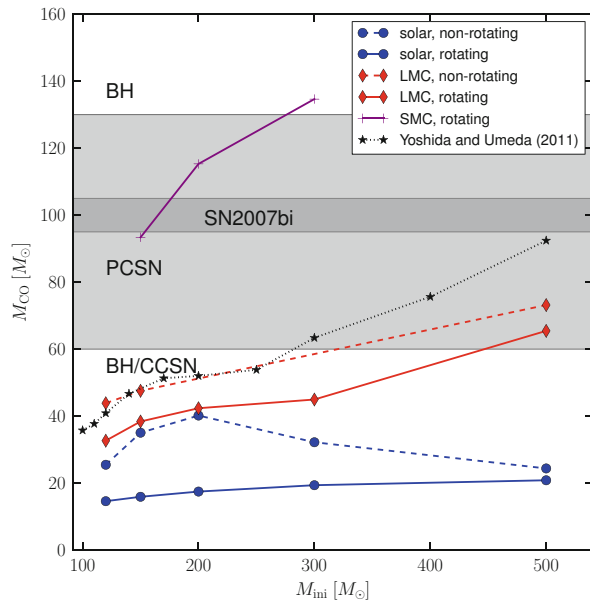 160
140
120
100
80
60
40
20
0
M_CO [M_⊙]
BH
SN2007bi
PCSN
BH/CCSN
solar, non-rotating
solar, rotating
LMC, non-rotating
LMC, rotating
SMC, rotating
Yoshida and Umeda (2011)
100 200 300 400 500
M_ini [M_⊙]